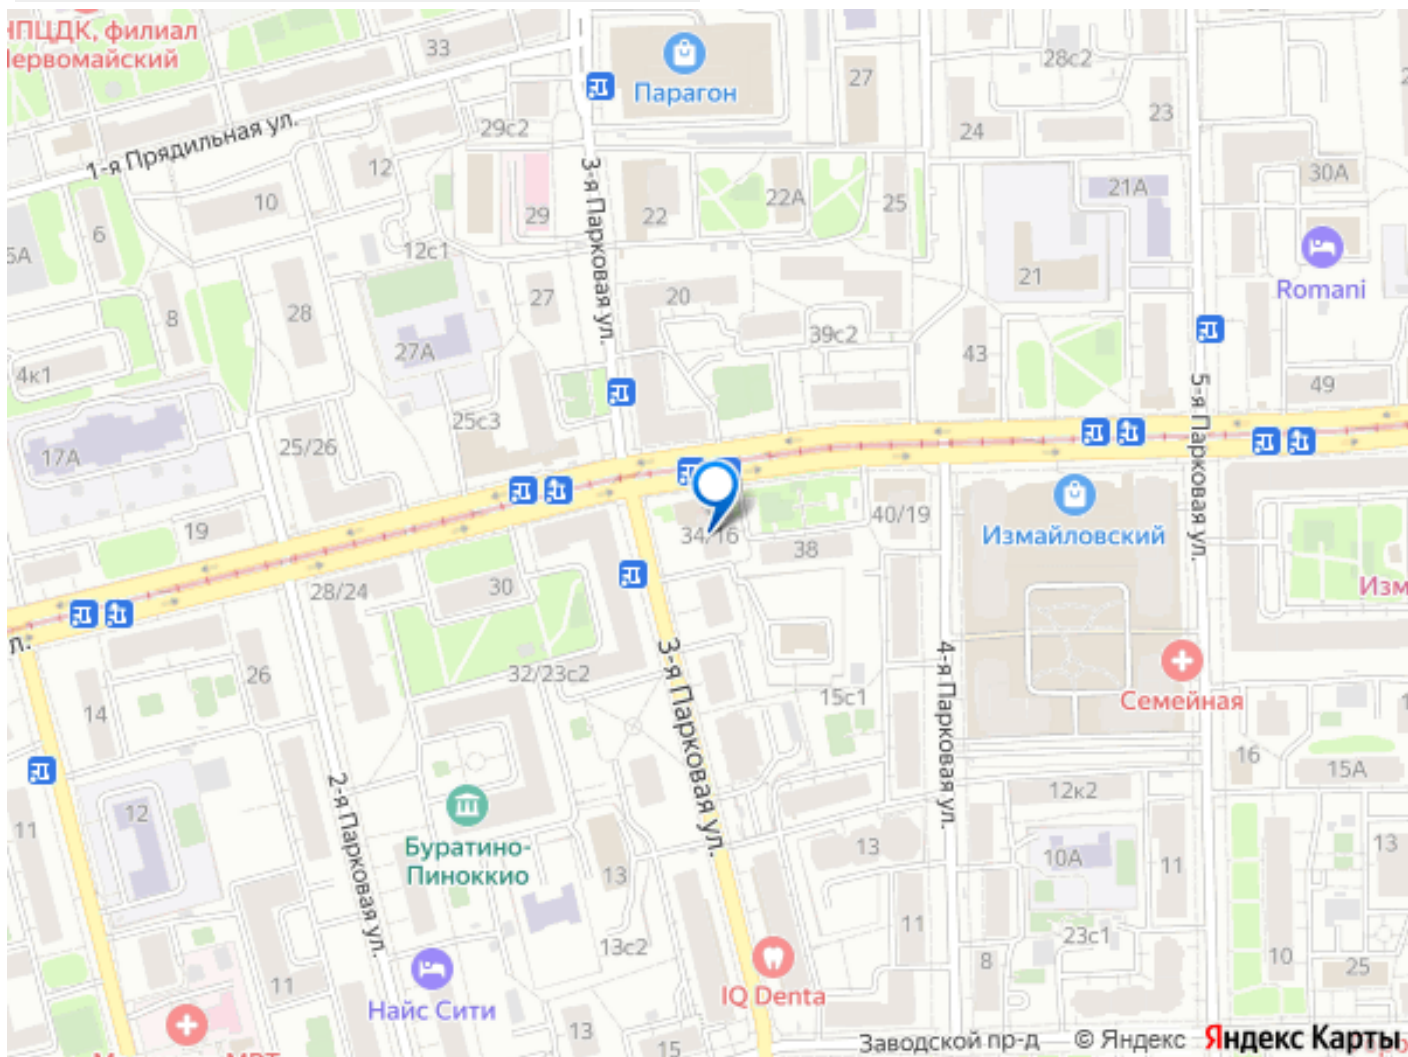 НПЦДК, филиал
Первомайский
33
Парагон
27
28с2
23
24
29с2
1-я Прядильная ул.
12
3-я Парковая ул.
10
6
29
22
22А
25
21А
30А
12с1
5А
27
20
21
Romani
28
8
39с2
27А
43
4к1
49
5-я Парковая ул.
25с3
25/26
17А
19
34/16
38
40/19
Измайловский
28/24
30
Изм
л.
26
32/23с2
3-я Парковая ул.
4-я Парковая ул.
Семейная
14
15с1
16
15А
2-я Парковая ул.
12к2
12
11
Буратино-
Пиноккио
13
13
10А
11
13
13с2
11
23с1
8
10
25
11
IQ Denta
Найс Сити
13
15
МРТ
Заводской пр-д
© Яндекс
Яндекс Карты